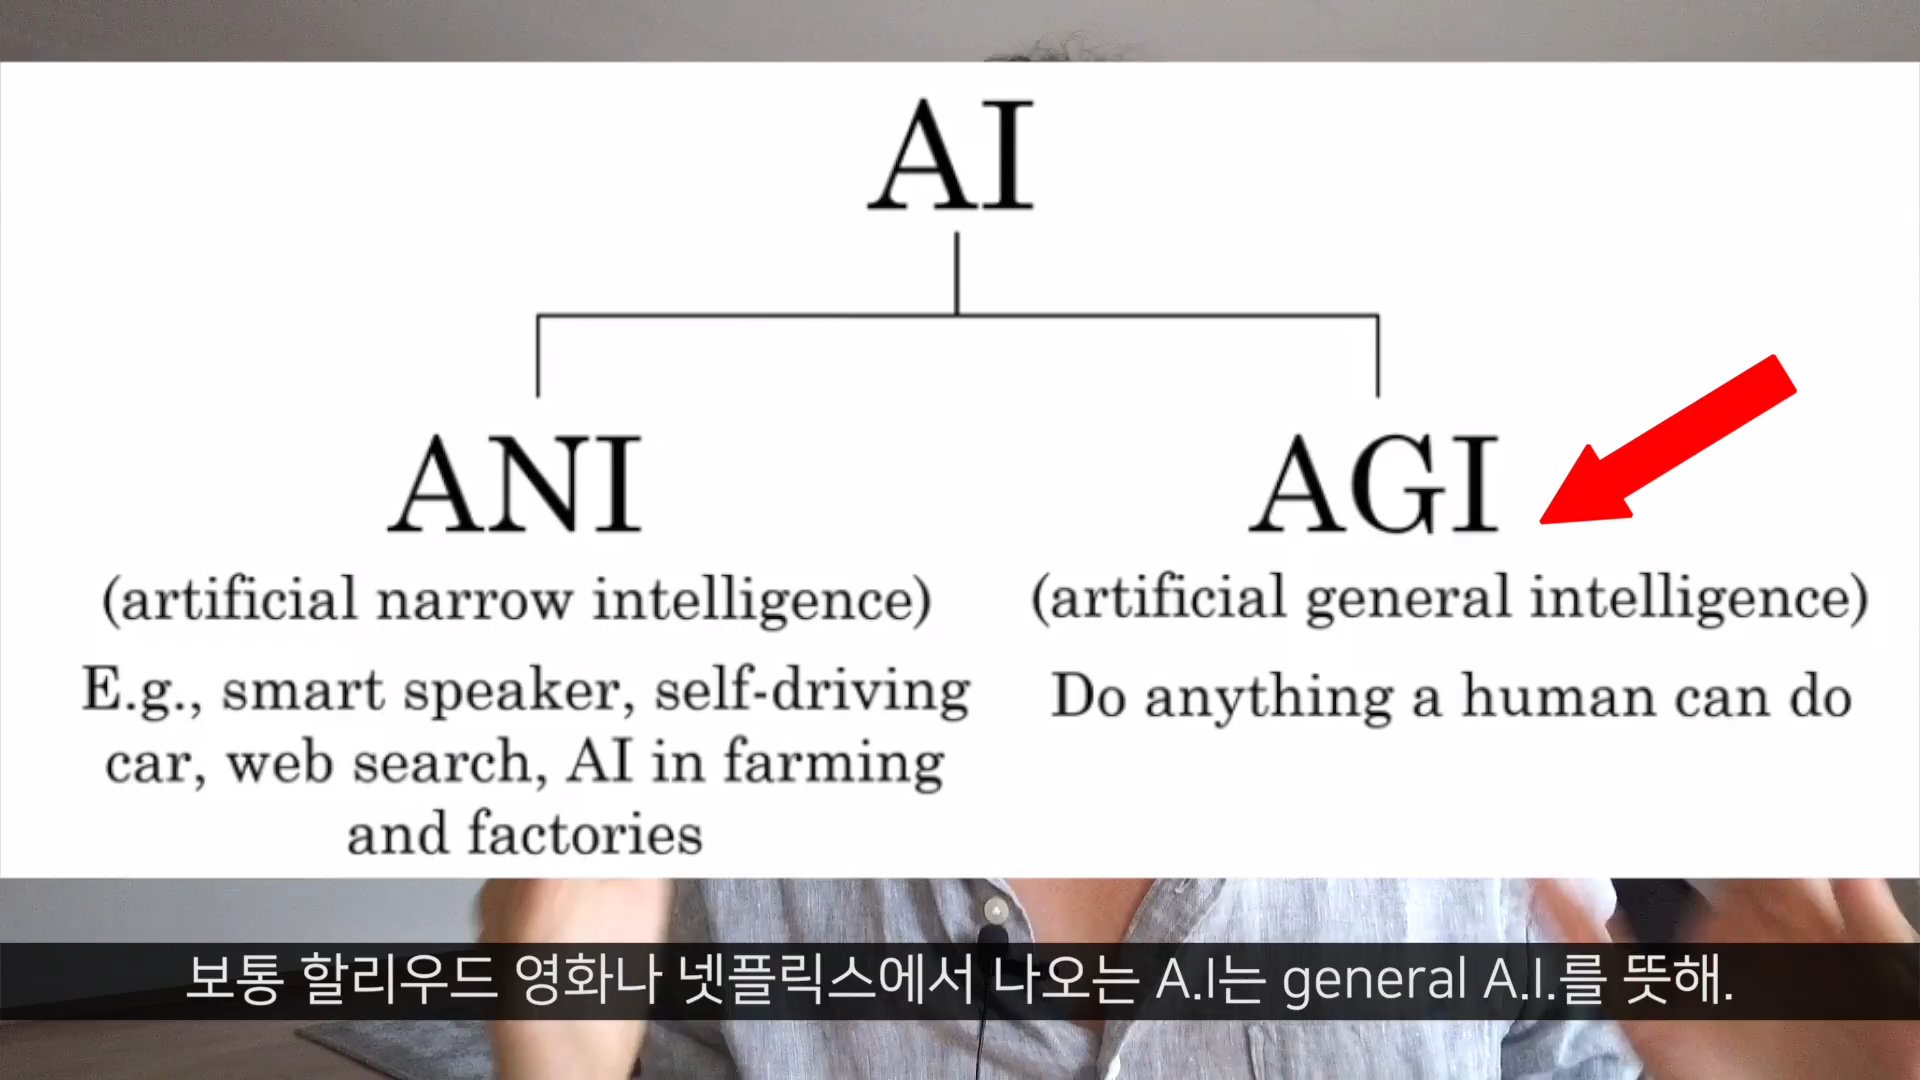 AI
ANI
(artificial narrow intelligence)
E.g., smart speaker, self-driving
car, web search, AI in farming
and factories
AGI
(artificial general intelligence)
Do anything a human can do
보통 할리우드 영화나 넷플릭스에서 나오는 A.I는 general A.I.를 뜻해.